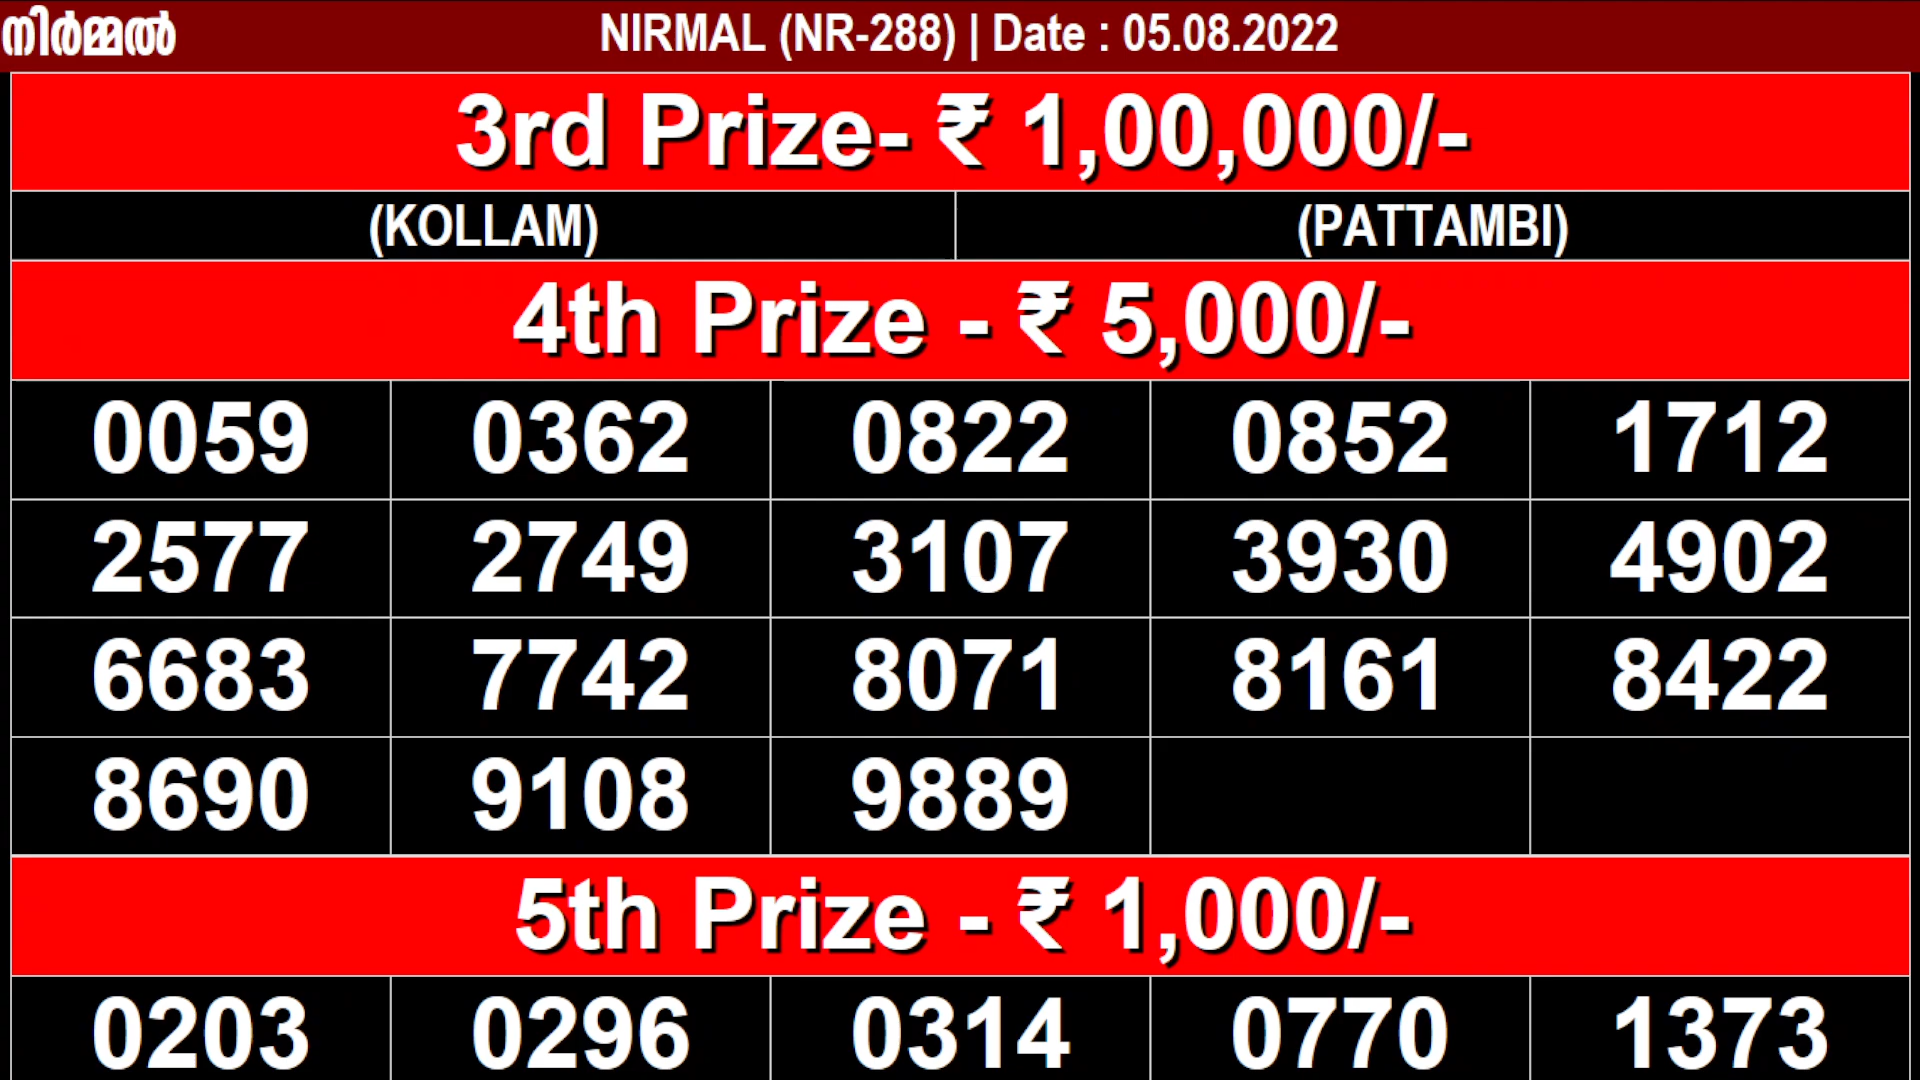 നിർമ്മൽ NIRMAL (NR-288) | Date : 05.08.2022
3rd Prize- ₹ 1,00,000/-
(KOLLAM) (PATTAMBI)
4th Prize - ₹ 5,000/-
0059 0362 0822 0852 1712
2577 2749 3107 3930 4902
6683 7742 8071 8161 8422
8690 9108 9889
5th Prize - ₹ 1,000/-
0203 0296 0314 0770 1373